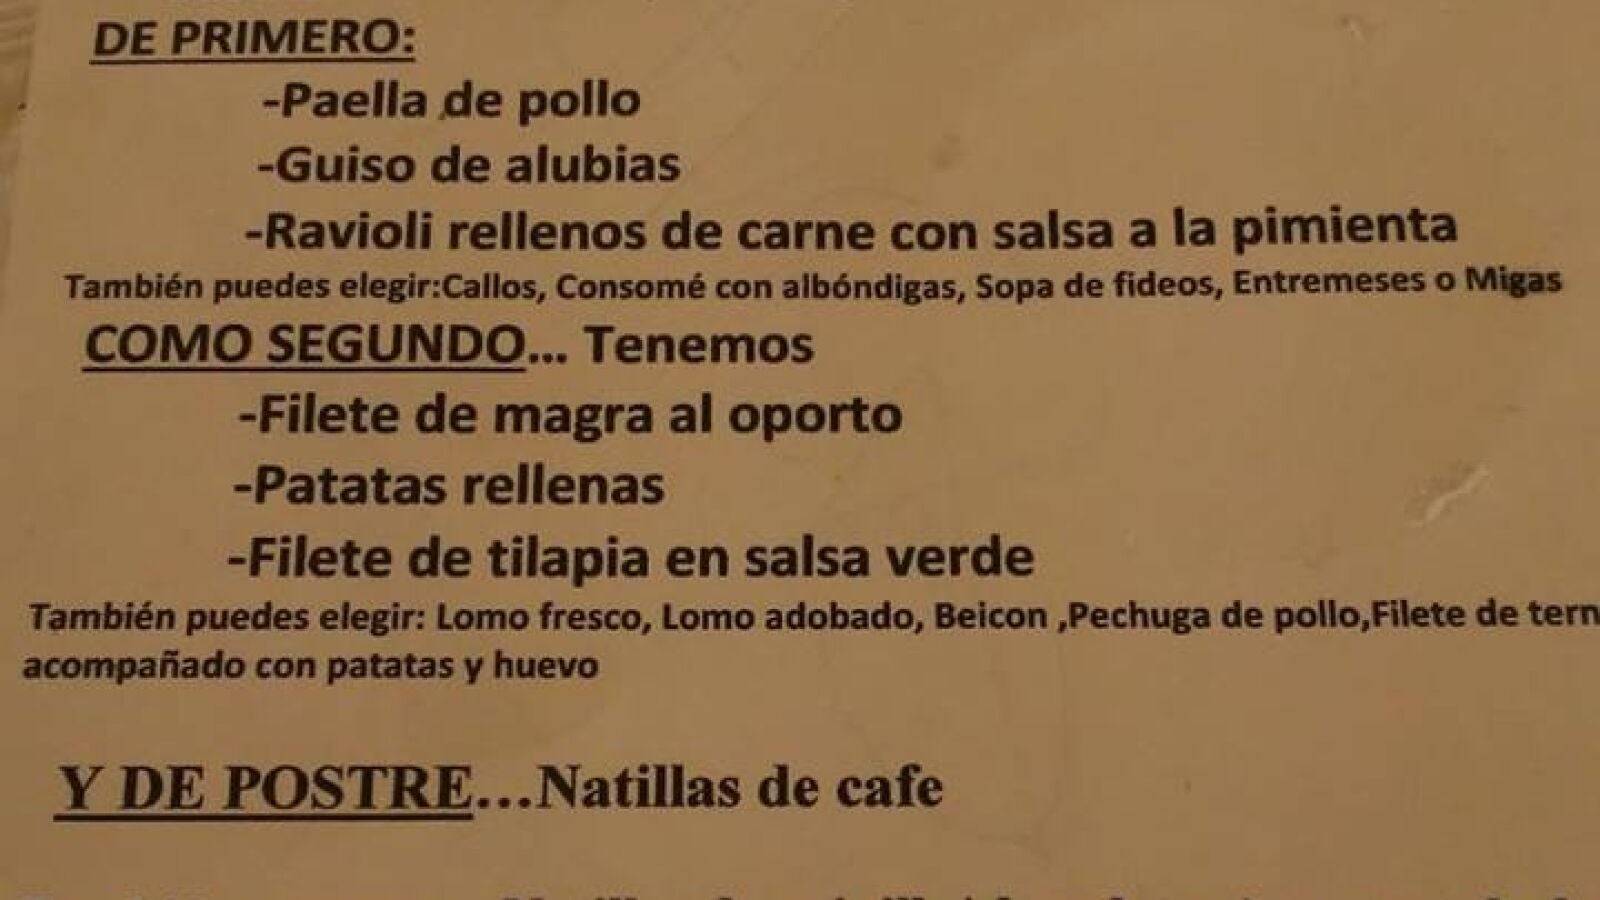 DE PRIMERO:
-Paella de pollo
-Guiso de alubias
-Ravioli rellenos de carne con salsa a la pimienta
También puedes elegir:Callos, Consomé con albóndigas, Sopa de fideos, Entremeses o Migas
COMO SEGUNDO... Tenemos
-Filete de magra al oporto
-Patatas rellenas
-Filete de tilapia en salsa verde
También puedes elegir: Lomo fresco, Lomo adobado, Beicon ,Pechuga de pollo,Filete de tern
acompañado con patatas y huevo
Y DE POSTRE...Natillas de cafe